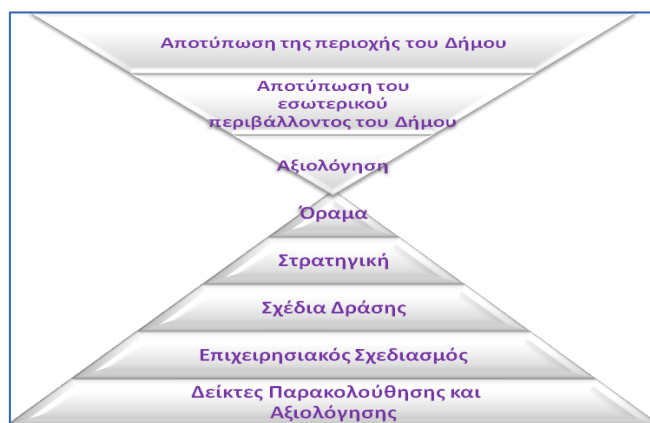 Αποτύπωση της περιοχής του Δήμου
Αποτύπωση του
εσωτερικού
περιβάλλοντος του Δήμου
Αξιολόγηση
Όραμα
Στρατηγική
Σχέδια Δράσης
Επιχειρησιακός Σχεδιασμός
Δείκτες Παρακολούθησης και
Αξιολόγησης